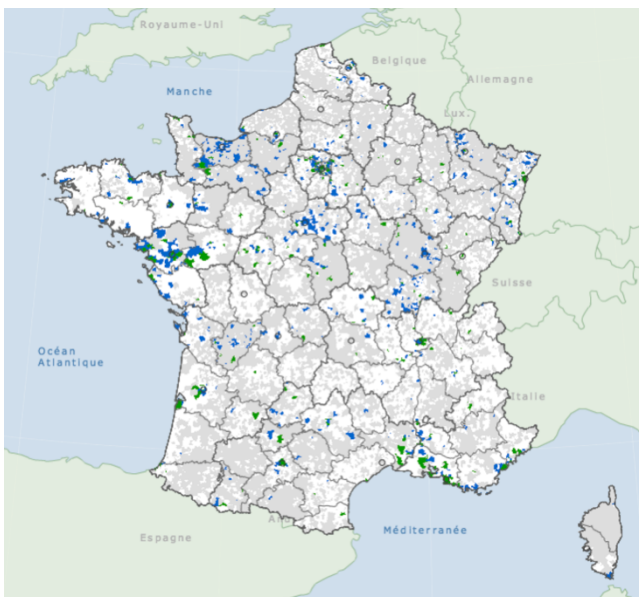 Royaume-Uni
Belgique
Allemagne
Manche
Lux.
Suisse
Océan
Atlantique
Italie
Méditerranée
Espagne